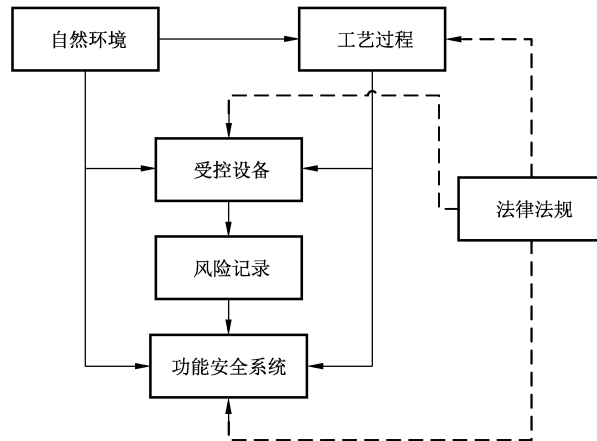 自然环境
工艺过程
受控设备
法律法规
风险记录
功能安全系统